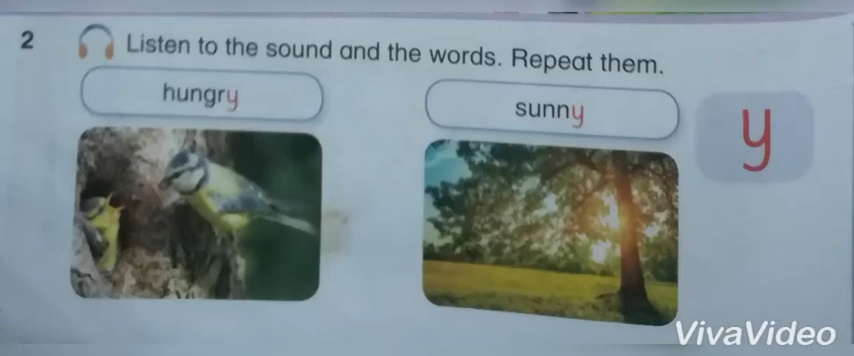 2 Listen to the sound and the words. Repeat them.
hungry
sunny
y
VivaVideo